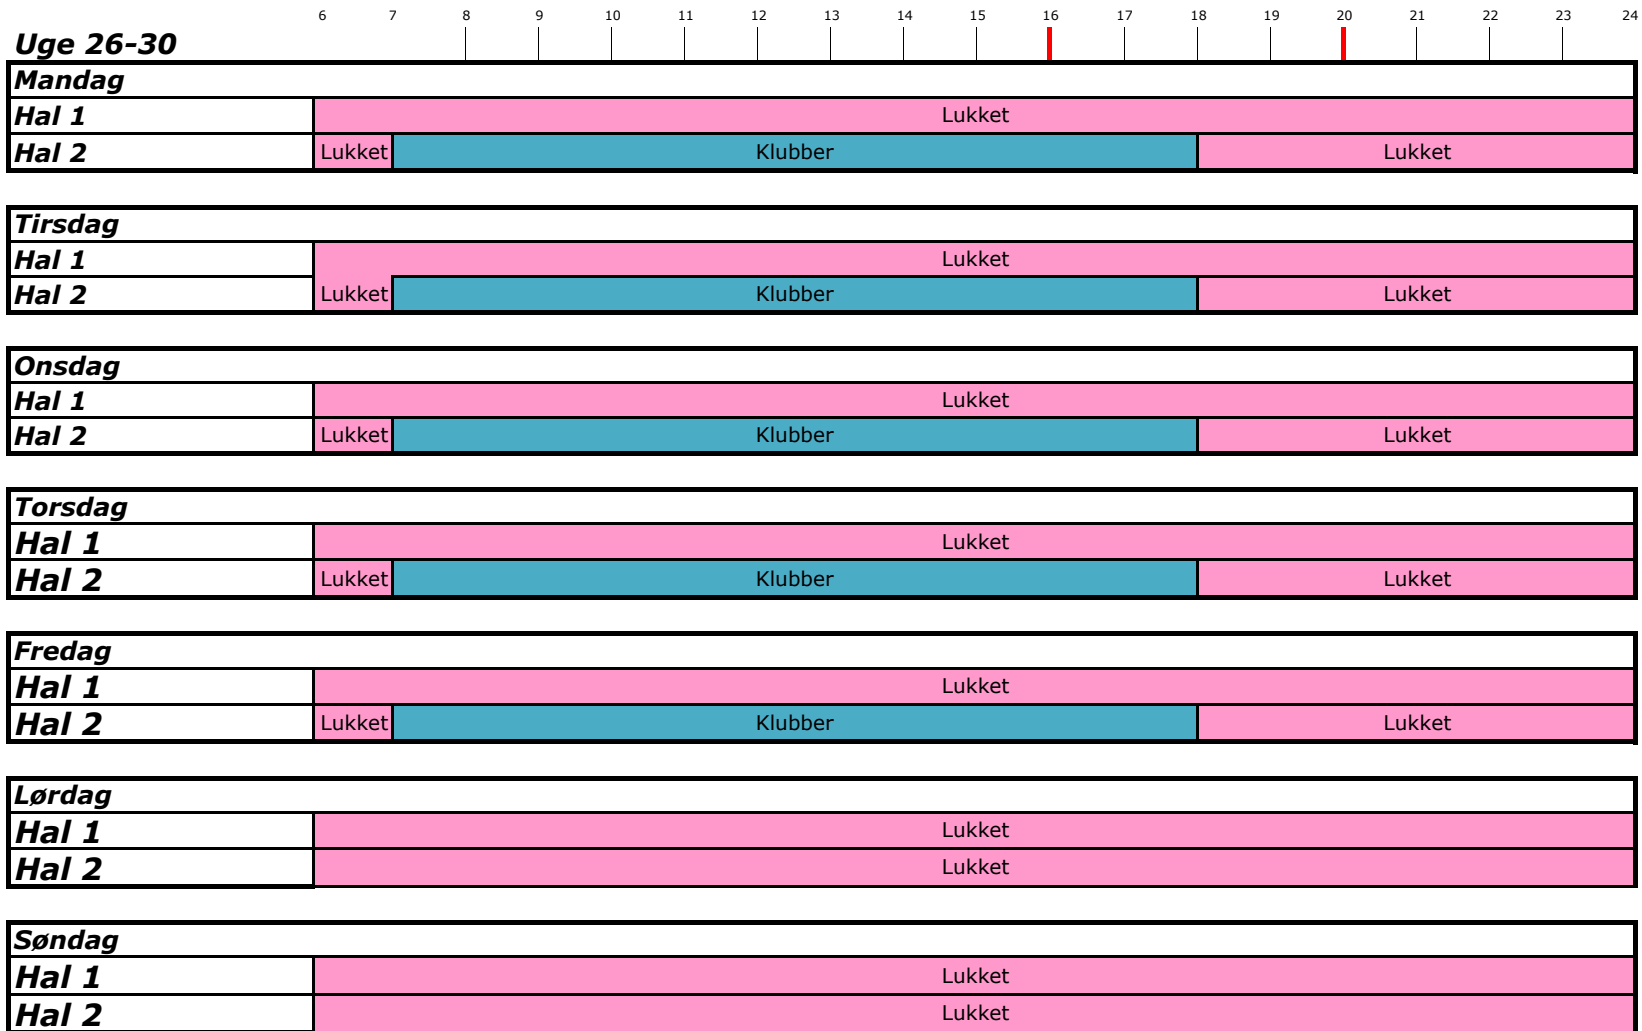 6 7 8 9 10 11 12 13 14 15 16 17 18 19 20 21 22 23 24
Uge 26-30
Mandag
Hal 1 Lukket
Hal 2 Lukket Klubber Lukket
Tirsdag
Hal 1 Lukket
Hal 2 Lukket Klubber Lukket
Onsdag
Hal 1 Lukket
Hal 2 Lukket Klubber Lukket
Torsdag
Hal 1 Lukket
Hal 2 Lukket Klubber Lukket
Fredag
Hal 1 Lukket
Hal 2 Lukket Klubber Lukket
Lørdag
Hal 1 Lukket
Hal 2 Lukket
Søndag
Hal 1 Lukket
Hal 2 Lukket